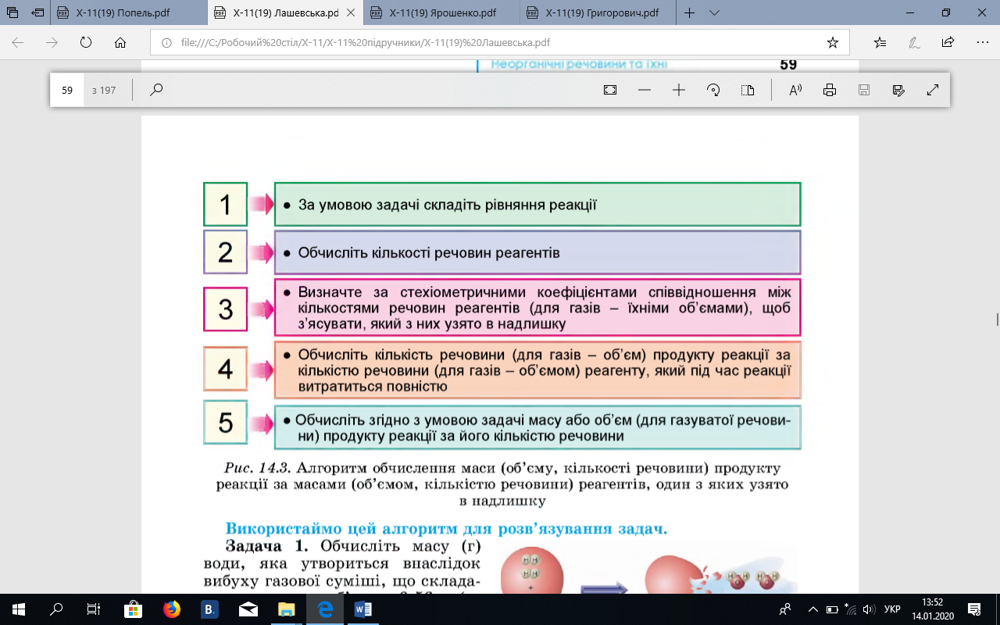 Х-11(19) Попель.pdf
Х-11(19) Лашевська.pd
Х-11(19) Ярошенко.pdf
Х-11(19) Григорович.pdf
file:///C:/Робочий%20стіл/Х-11/Х-11%20підручники/Х-11(19)%20Лашевська.pdf
Неорганічні речовини та їхні
59
59
з 197
1
• За умовою задачі складіть рівняння реакції
2
• Обчисліть кількості речовин реагентів
3
• Визначте за стехіометричними коефіцієнтами співвідношення між
кількостями речовин реагентів (для газів – їхніми об’ємами), щоб
з’ясувати, який з них узято в надлишку
4
• Обчисліть кількість речовини (для газів – об’єм) продукту реакції за
кількістю речовини (для газів – об’ємом) реагенту, який під час реакції
витратиться повністю
5
• Обчисліть згідно з умовою задачі масу або об’єм (для газуватої речови-
ни) продукту реакції за його кількістю речовини
Рис. 14.3. Алгоритм обчислення маси (об’єму, кількості речовини) продукту
реакції за масами (об’ємом, кількістю речовини) реагентів, один з яких узято
в надлишку
Використаймо цей алгоритм для розв’язування задач.
Задача 1. Обчисліть масу (г)
води, яка утвориться внаслідок
вибуху газової суміші, що склада-
H H
H H
+
H H
O
H H
O
B.
УКР
13:52
14.01.2020